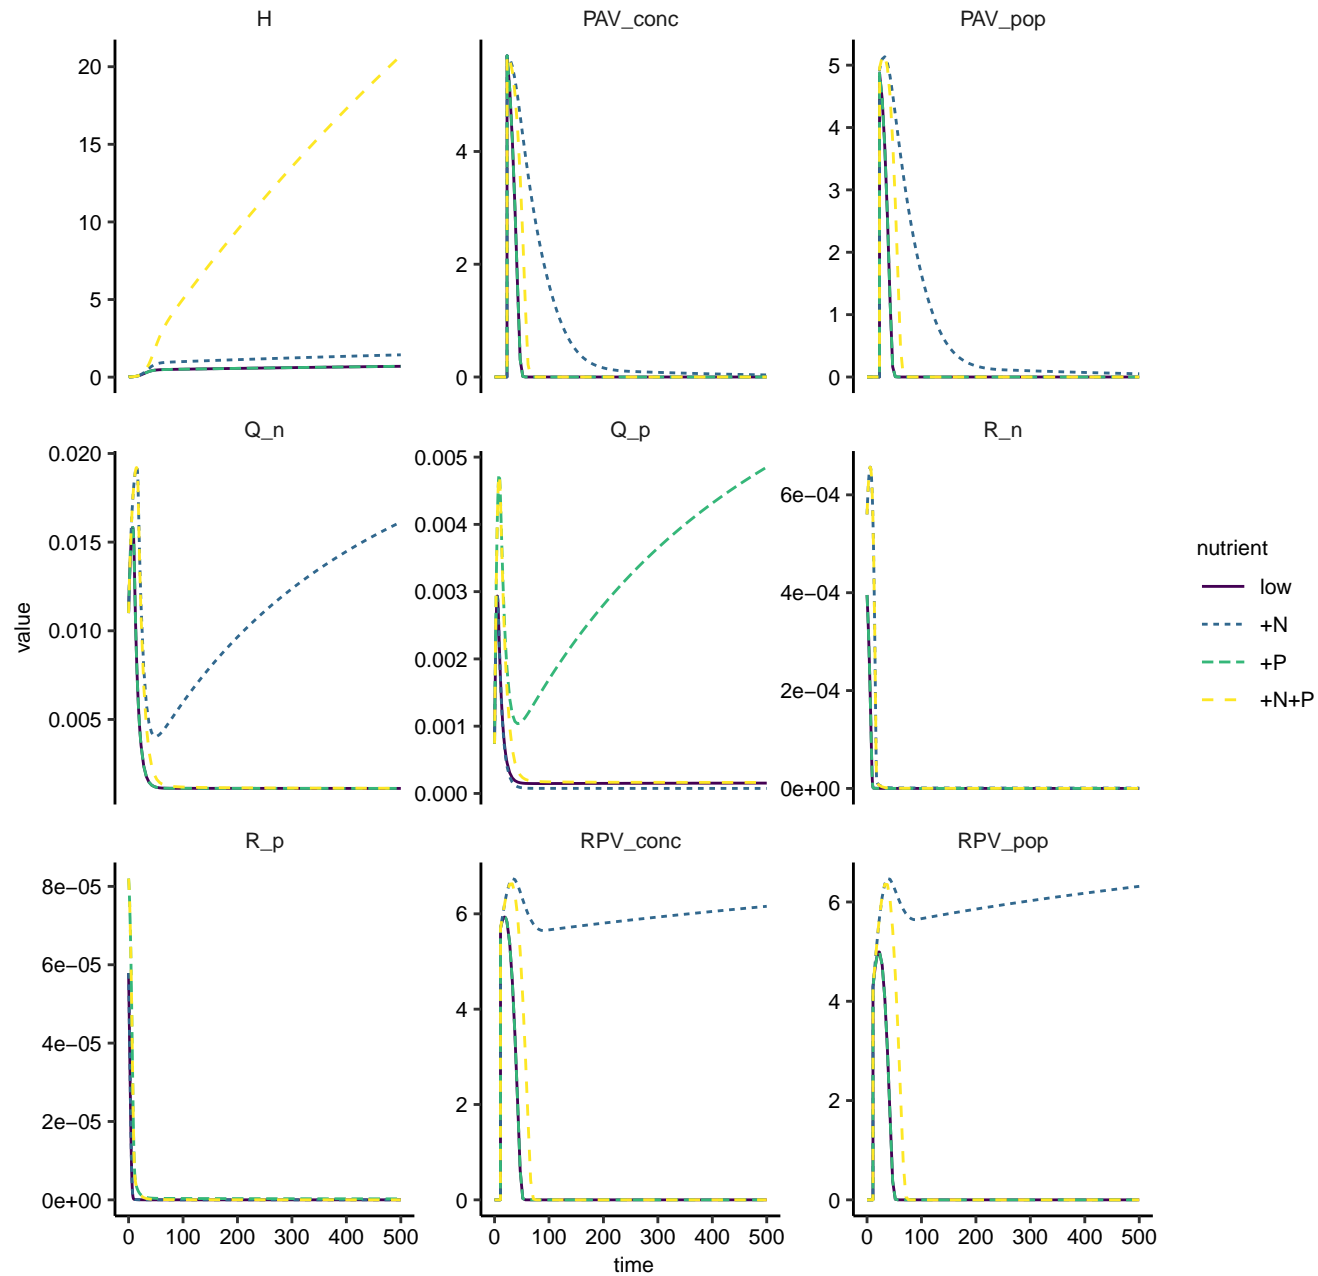 H
PAV_conc
PAV_pop
20
15
10
5
0
4
2
0
5
4
3
2
1
0
Q_n
Q_p
R_n
0.020
0.015
0.010
0.005
0.005
0.004
0.003
0.002
0.001
0.000
6e−04
4e−04
2e−04
0e+00
value
nutrient
low
+N
+P
+N+P
R_p
RPV_conc
RPV_pop
8e−05
6e−05
4e−05
2e−05
0e+00
6
4
2
0
6
4
2
0
0 100 200 300 400 500
0 100 200 300 400 500
0 100 200 300 400 500
time